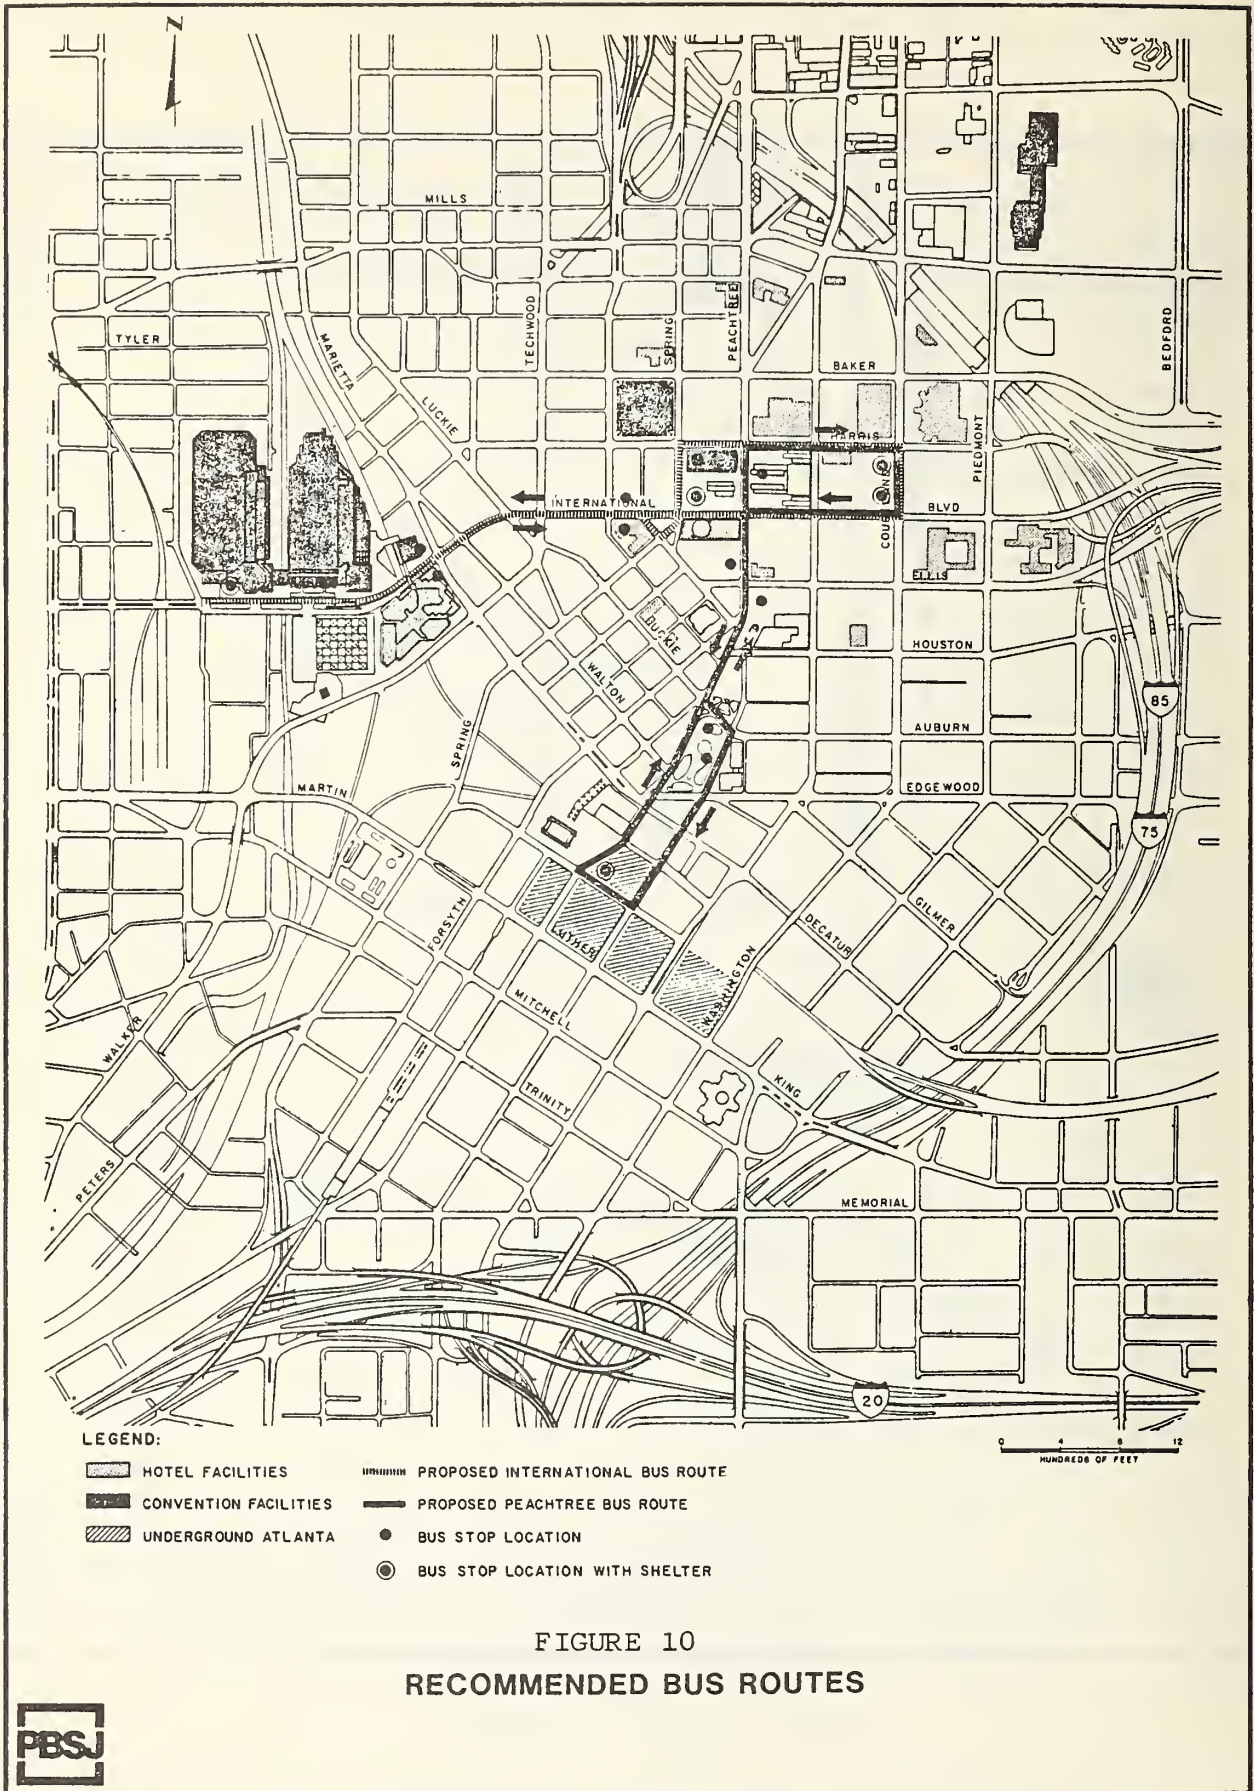 N
MILLS
TECHWOOD
SPRING
PEACHTREE
BEDFORD
TYLER
MARIETTA
BAKER
LUCKIE
HARRIS
PIEDMONT
INTERNATIONAL
BLVD
ELLIS
LUCKIE
HOUSTON
WALTON
85
SPRING
AUBURN
MARTIN
EDGEWOOD
75
FORSYTH
GILMER
DECATUR
WASHINGTON
MITCHELL
WALKER
KING
TRINITY
PETERS
MEMORIAL
20
LEGEND:
0 4 8 12
HUNDREDS OF FEET
HOTEL FACILITIES
PROPOSED INTERNATIONAL BUS ROUTE
CONVENTION FACILITIES
PROPOSED PEACHTREE BUS ROUTE
UNDERGROUND ATLANTA
BUS STOP LOCATION
BUS STOP LOCATION WITH SHELTER
FIGURE 10
RECOMMENDED BUS ROUTES
PBSJ